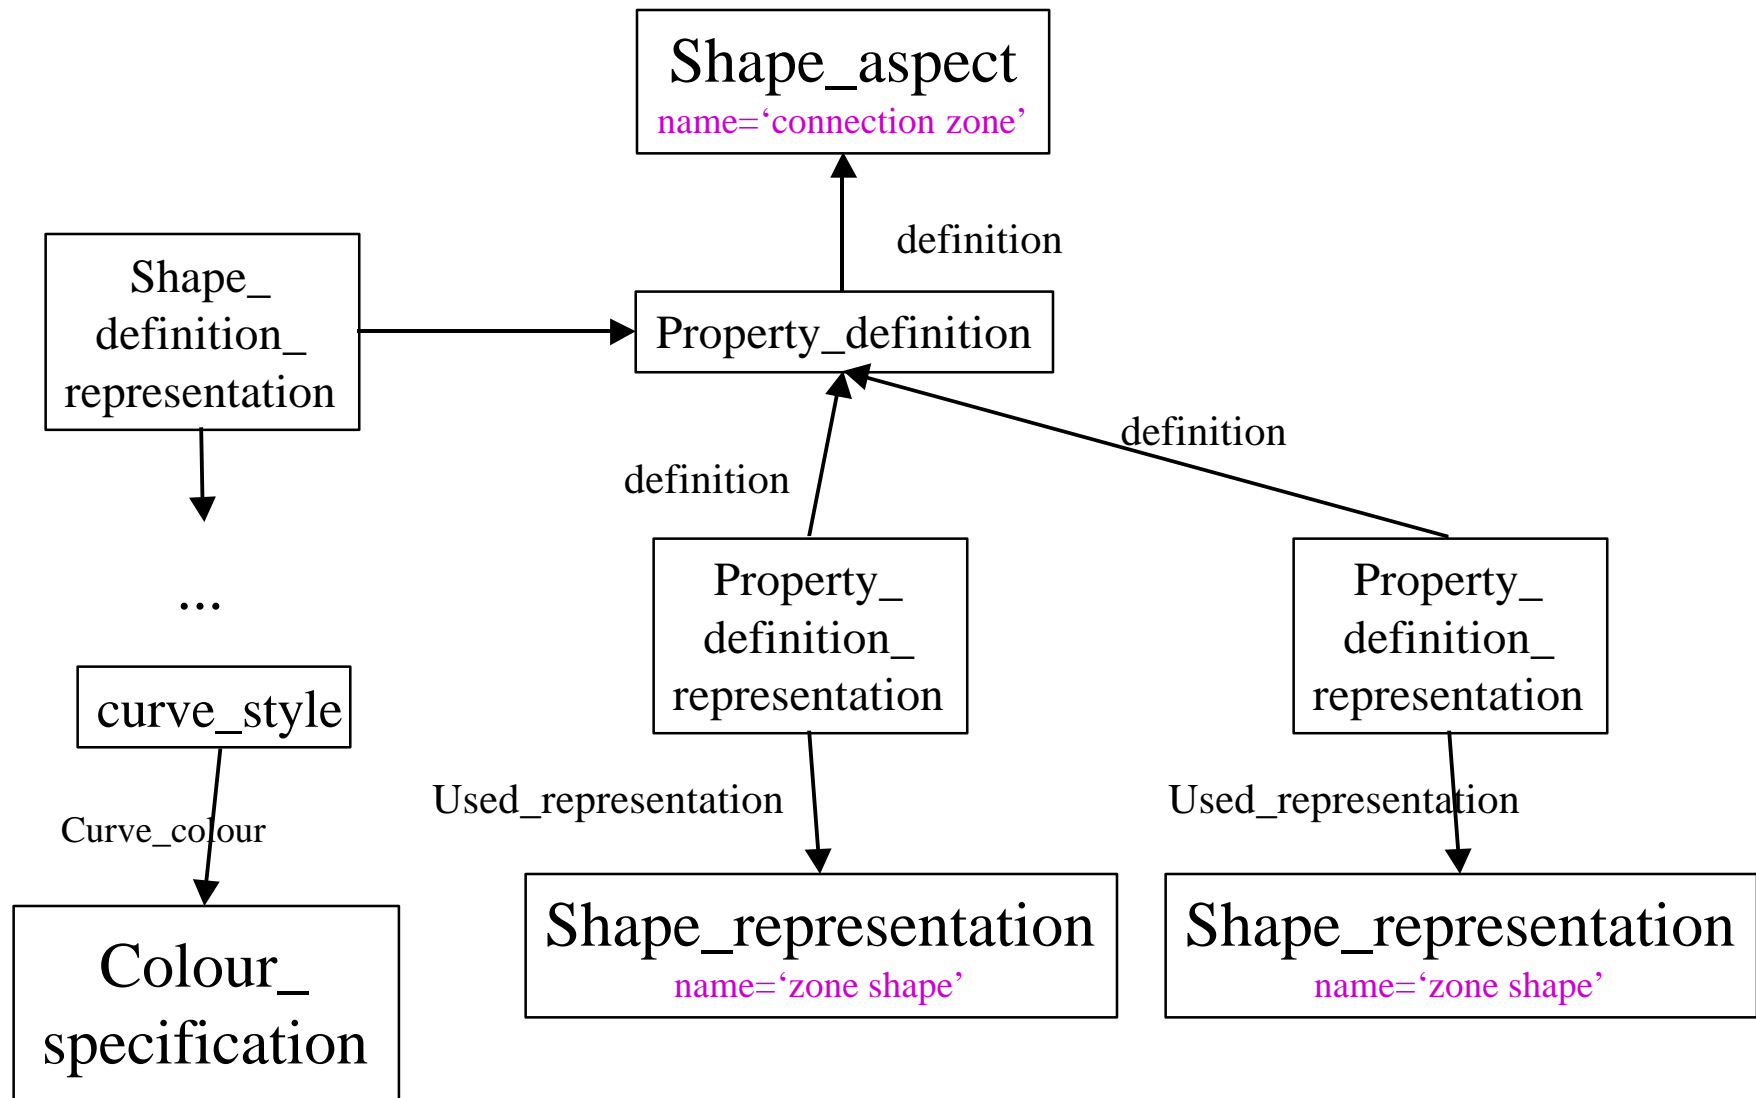 Shape_aspect
name=‘connection zone’
definition
Shape_
definition_
representation
Property_definition
definition
definition
Property_
definition_
representation
Property_
definition_
representation
...
curve_style
Used_representation
Used_representation
Curve_colour
Shape_representation
name=‘zone shape’
Shape_representation
name=‘zone shape’
Colour_
specification